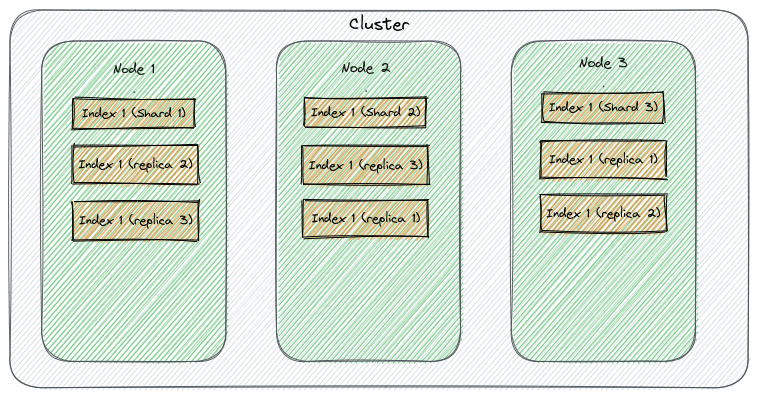 Cluster
Node 1
Index 1 (Shard 1)
Index 1 (replica 2)
Index 1 (replica 3)
Node 2
Index 1 (Shard 2)
Index 1 (replica 3)
Index 1 (replica 1)
Node 3
Index 1 (Shard 3)
Index 1 (replica 1)
Index 1 (replica 2)